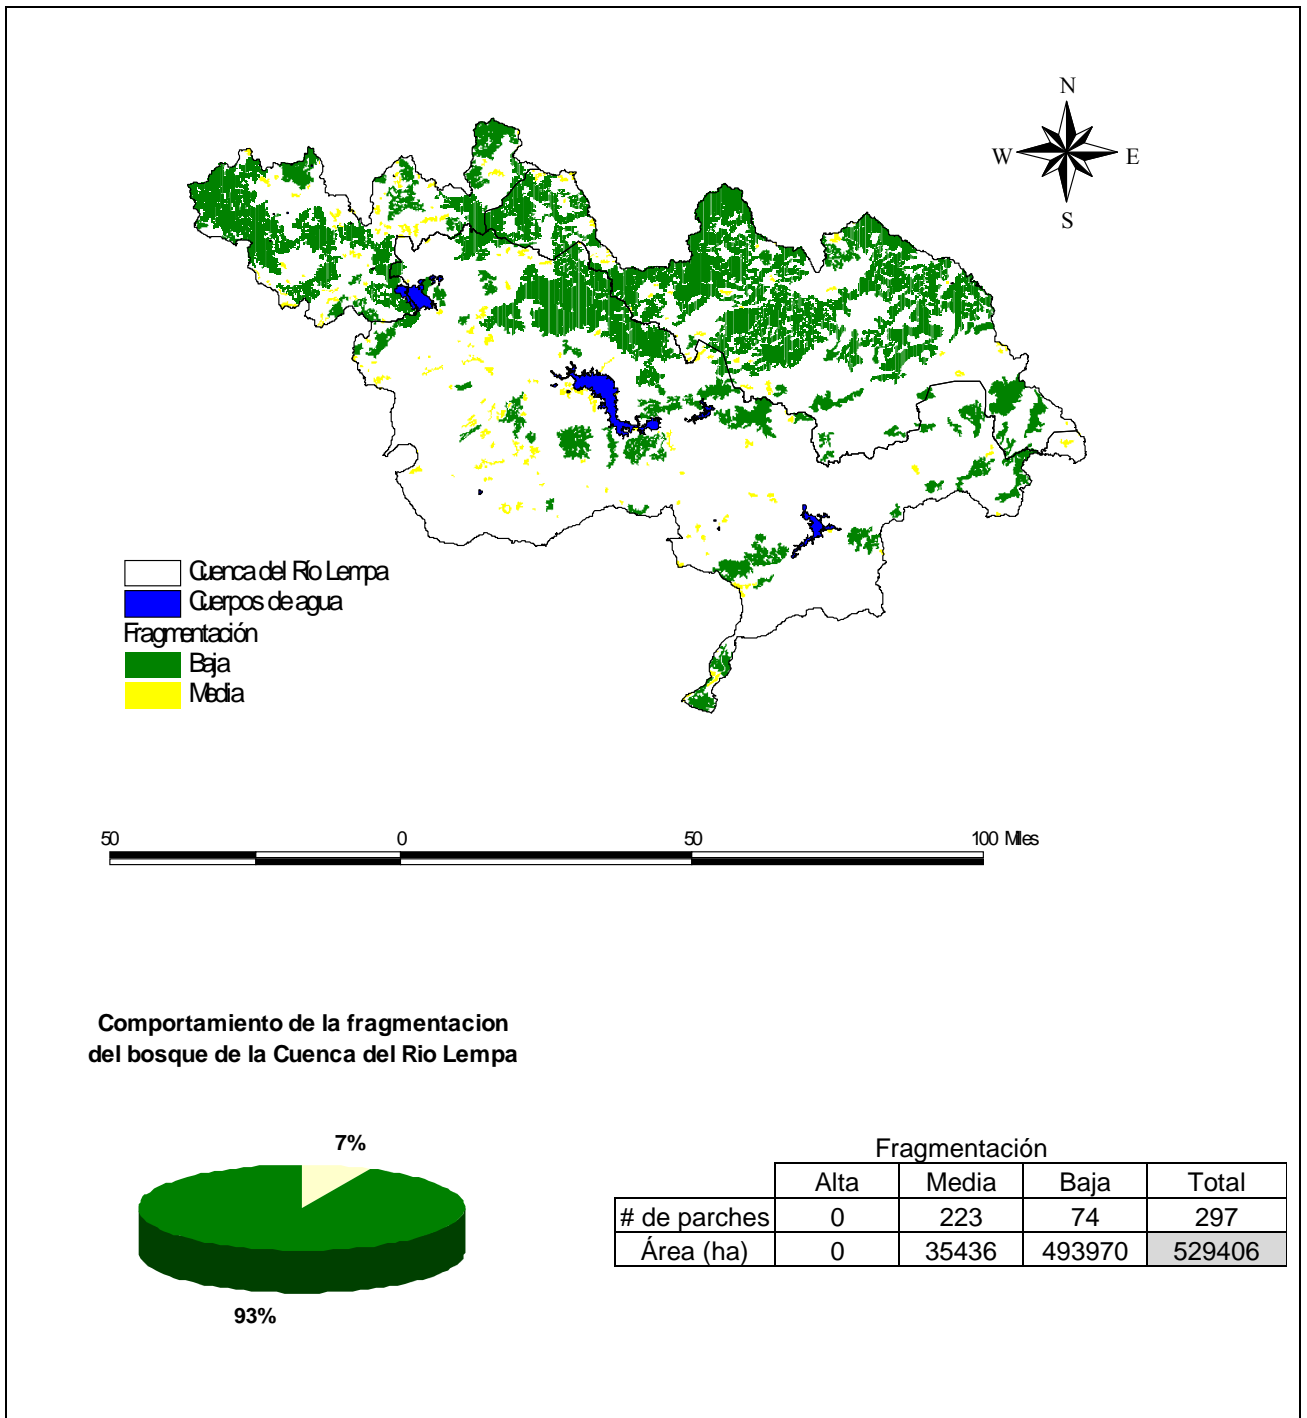 N
W E
S
Cuenca del Río Lempa
Cuerpos de agua
Fragmentación
Baja
Media
50 0 50 100 Miles
Comportamiento de la fragmentacion
del bosque de la Cuenca del Rio Lempa
7%
93%
Fragmentación
Alta Media Baja Total
# de parches 0 223 74 297
Área (ha) 0 35436 493970 529406